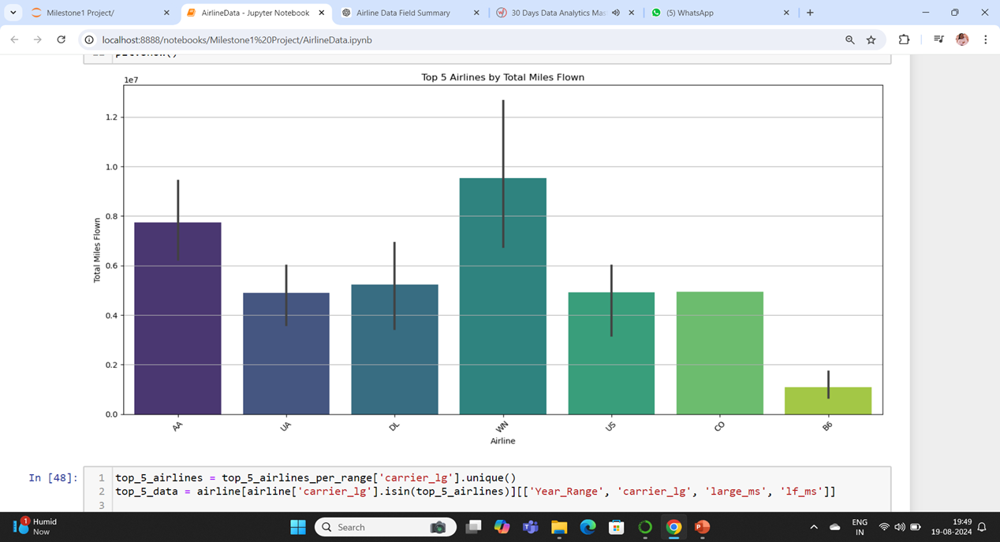 Milestone1 Project/
AirlineData - Jupyter Notebook
Airline Data Field Summary
30 Days Data Analytics Mas
(5) WhatsApp
localhost:8888/notebooks/Milestone1%20Project/AirlineData.ipynb
Top 5 Airlines by Total Miles Flown
1e7
1.2
1.0
0.8
0.6
0.4
0.2
0.0
Total Miles Flown
AA
UA
DL
WN
US
CO
B6
Airline
In [48]:
1 top_5_airlines = top_5_airlines_per_range['carrier_lg'].unique()
2 top_5_data = airline[airline['carrier_lg'].isin(top_5_airlines)][['Year_Range', 'carrier_lg', 'large_ms', 'lf_ms']]
3
1
Humid
Now
Search
ENG
IN
19:49
19-08-2024